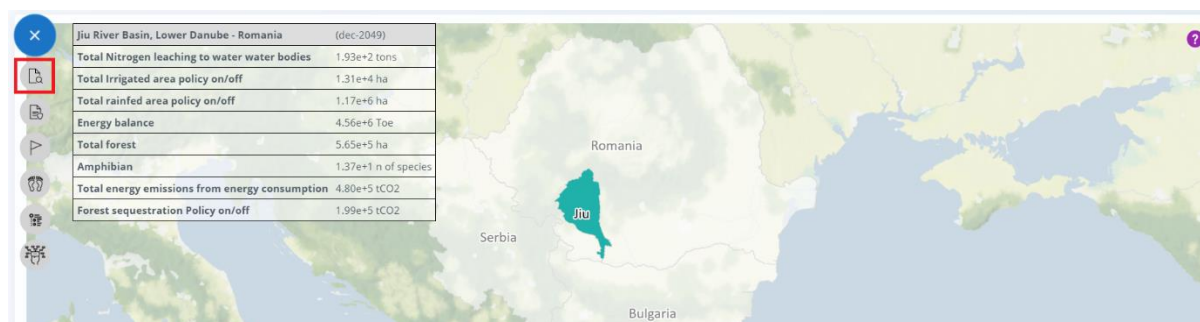 Jiu River Basin, Lower Danube - Romania (dec-2049)
Total Nitrogen leaching to water water bodies 1.93e+2 tons
Total Irrigated area policy on/off 1.31e+4 ha
Total rainfed area policy on/off 1.17e+6 ha
Energy balance 4.56e+6 Toe
Total forest 5.65e+5 ha
Amphibian 1.37e+1 n of species
Total energy emissions from energy consumption 4.80e+5 tCO2
Forest sequestration Policy on/off 1.99e+5 tCO2
?
Romania
Jiu
Serbia
Bulgaria